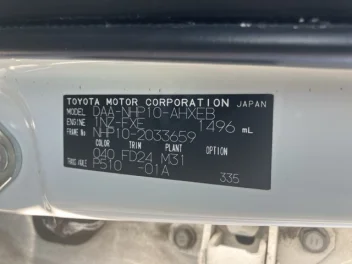 TOYOTA MOTOR CORPORATION JAPAN
MODEL DAA-NHP10-AHXEB
ENGINE 1NZ-FXE 1496 mL
FRAME No. NHP10-2033659
COLOR TRIM PLANT OPTION
040 FD24 M31
TRANS./AXLE P510 -01A
335